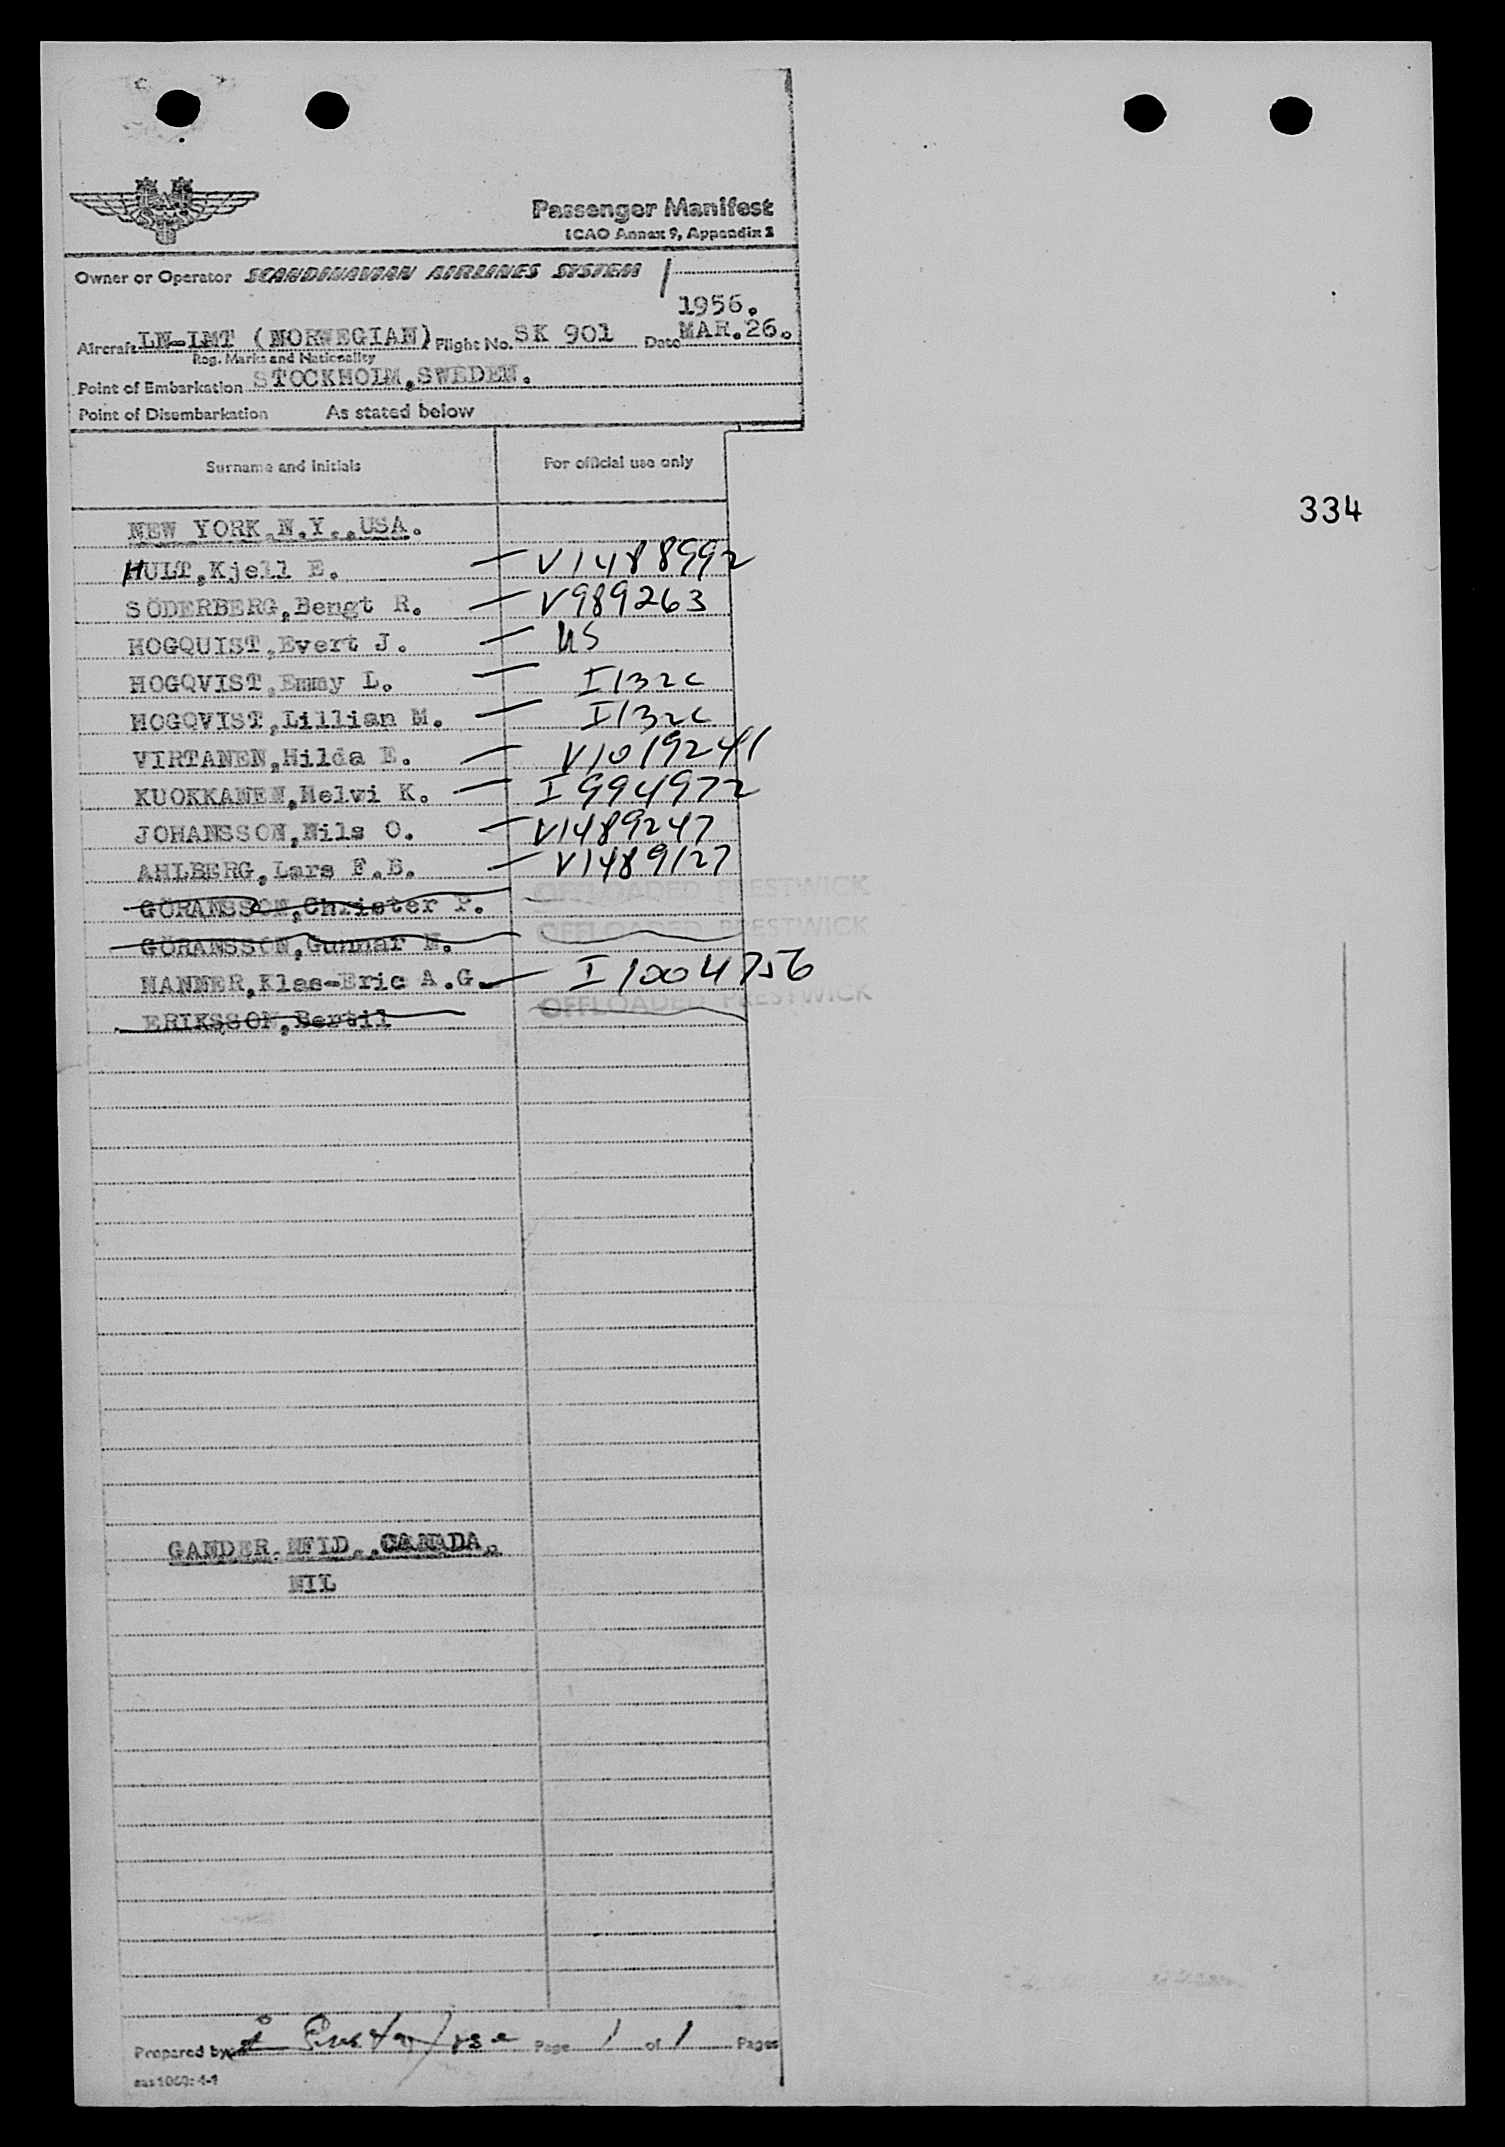 Passenger Manifest
ICAO Annex 9, Appendix 2
Owner or Operator SCANDINAVIAN AIRLINES SYSTEM
1956.
Aircraft LN-LMT (NORWEGIAN) Flight No. SK 901 Date MAR.26.
Reg. Marks and Nationality
Point of Embarkation STOCKHOLM,SWEDEN.
Point of Disembarkation As stated below
Surname and initials For official use only
334
NEW YORK,N.Y.,USA.
HULT,Kjell E. V1488992
SÖDERBERG,Bengt R. V989263
HOGQUIST,Evert J. US
HOGQVIST,Emmy L. I132c
HOGQVIST,Lillian M. I132c
VIRTANEN,Hilda E. V1019241
KUOKKANEN,Helvi K. I994972
JOHANSSON,Nils O. V1489247
AHLBERG,Lars F.B. V1489127
GÖRANSSON,Christer P. OFFLOADED PRESTWICK
GÖRANSSON,Gunnar N. OFFLOADED PRESTWICK
MANNER,Klas-Eric A.G. I1004756
ERIKSSON,Bertil OFFLOADED PRESTWICK
GANDER,NFLD.,CANADA.
NIL
Prepared by Page 1 of 1 Pages